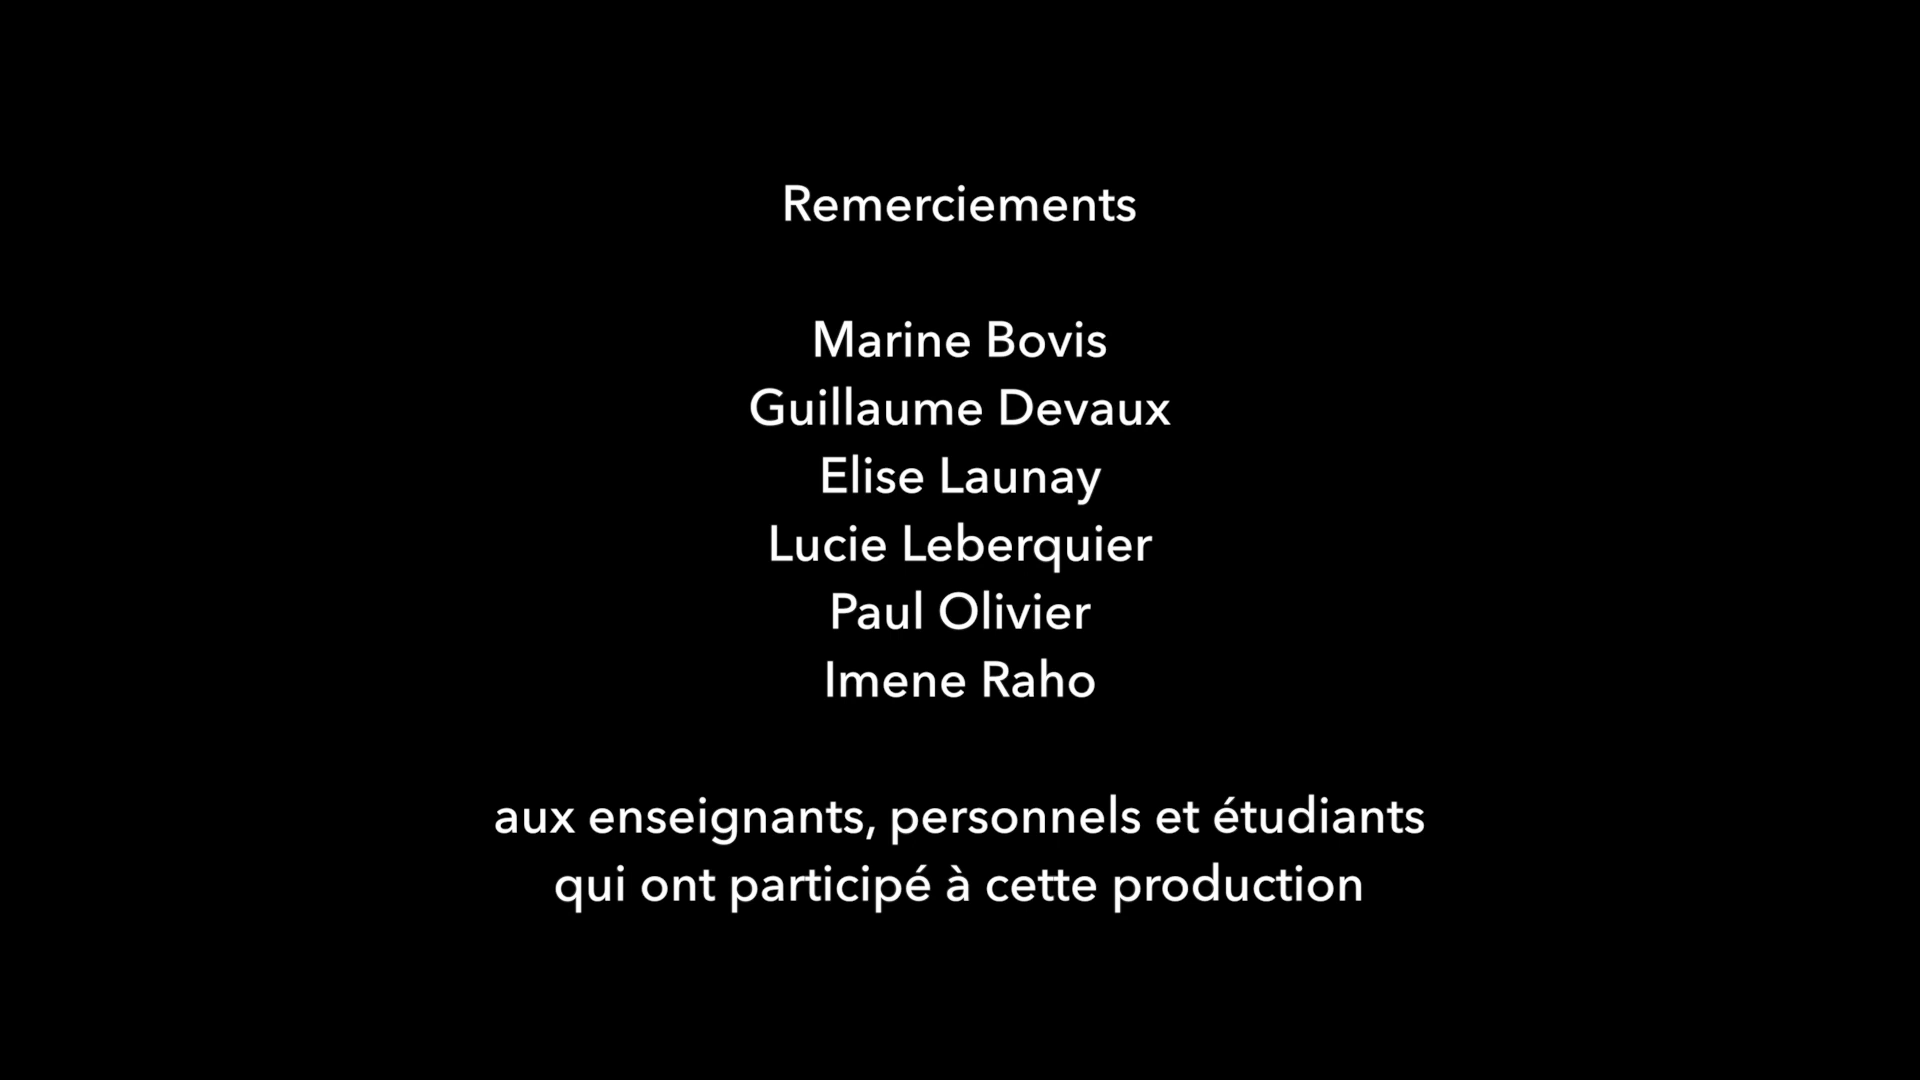 Remerciements
Marine Bovis
Guillaume Devaux
Elise Launay
Lucie Leberquier
Paul Olivier
Imene Raho
aux enseignants, personnels et étudiants
qui ont participé à cette production